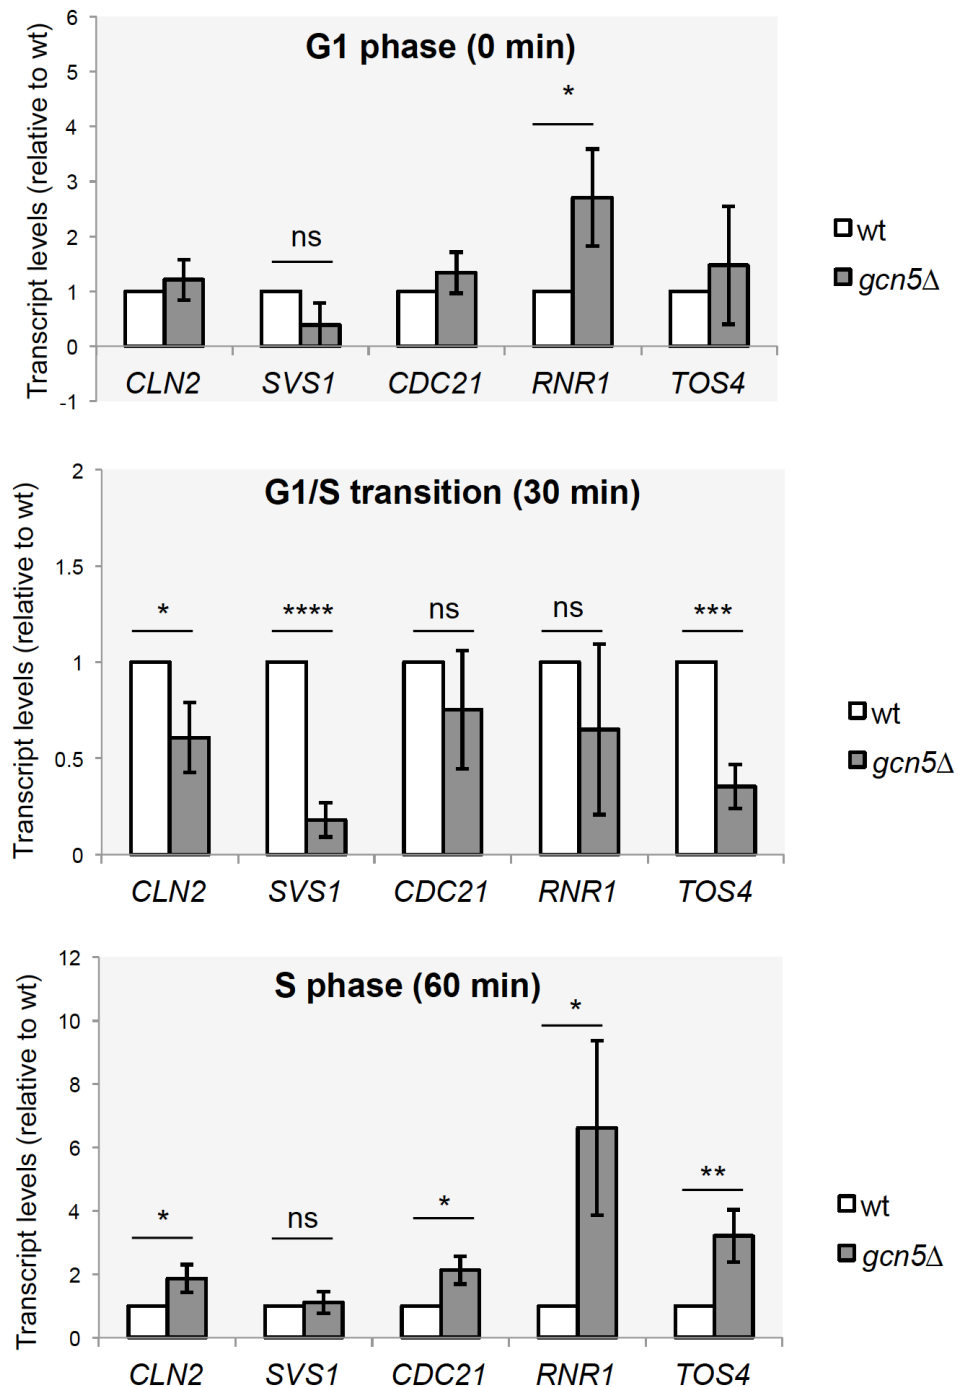 G1 phase (0 min)
Transcript levels (relative to wt)
6
5
4
3
2
1
0
-1
*
ns
CLN2 SVS1 CDC21 RNR1 TOS4
wt
gcn5Δ
G1/S transition (30 min)
Transcript levels (relative to wt)
2
1.5
1
0.5
0
* **** ns ns ***
CLN2 SVS1 CDC21 RNR1 TOS4
wt
gcn5Δ
S phase (60 min)
Transcript levels (relative to wt)
12
10
8
6
4
2
0
* ns * * **
CLN2 SVS1 CDC21 RNR1 TOS4
wt
gcn5Δ